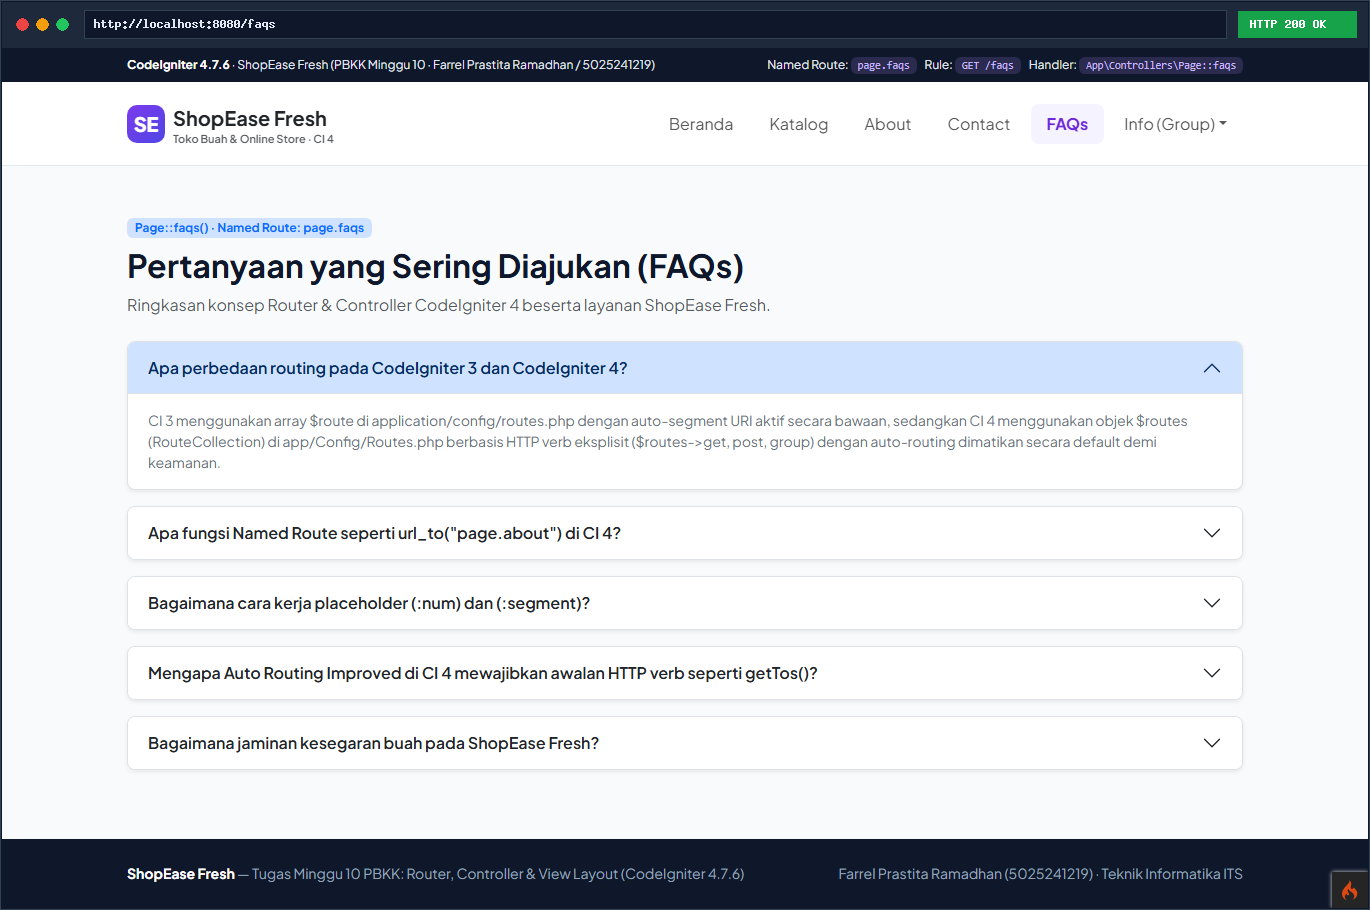 http://localhost:8080/faqs
HTTP 200 OK
CodeIgniter 4.7.6 · ShopEase Fresh (PBKK Minggu 10 · Farrel Prastita Ramadhan / 5025241219)
Named Route: page.faqs Rule: GET /faqs Handler: App\Controllers\Page::faqs
SE
ShopEase Fresh
Toko Buah & Online Store · CI 4
Beranda Katalog About Contact FAQs Info (Group)
Page::faqs() · Named Route: page.faqs
Pertanyaan yang Sering Diajukan (FAQs)
Ringkasan konsep Router & Controller CodeIgniter 4 beserta layanan ShopEase Fresh.
Apa perbedaan routing pada CodeIgniter 3 dan CodeIgniter 4?
CI 3 menggunakan array $route di application/config/routes.php dengan auto-segment URI aktif secara bawaan, sedangkan CI 4 menggunakan objek $routes
(RouteCollection) di app/Config/Routes.php berbasis HTTP verb eksplisit ($routes->get, post, group) dengan auto-routing dimatikan secara default demi
keamanan.
Apa fungsi Named Route seperti url_to("page.about") di CI 4?
Bagaimana cara kerja placeholder (:num) dan (:segment)?
Mengapa Auto Routing Improved di CI 4 mewajibkan awalan HTTP verb seperti getTos()?
Bagaimana jaminan kesegaran buah pada ShopEase Fresh?
ShopEase Fresh — Tugas Minggu 10 PBKK: Router, Controller & View Layout (CodeIgniter 4.7.6)
Farrel Prastita Ramadhan (5025241219) · Teknik Informatika ITS